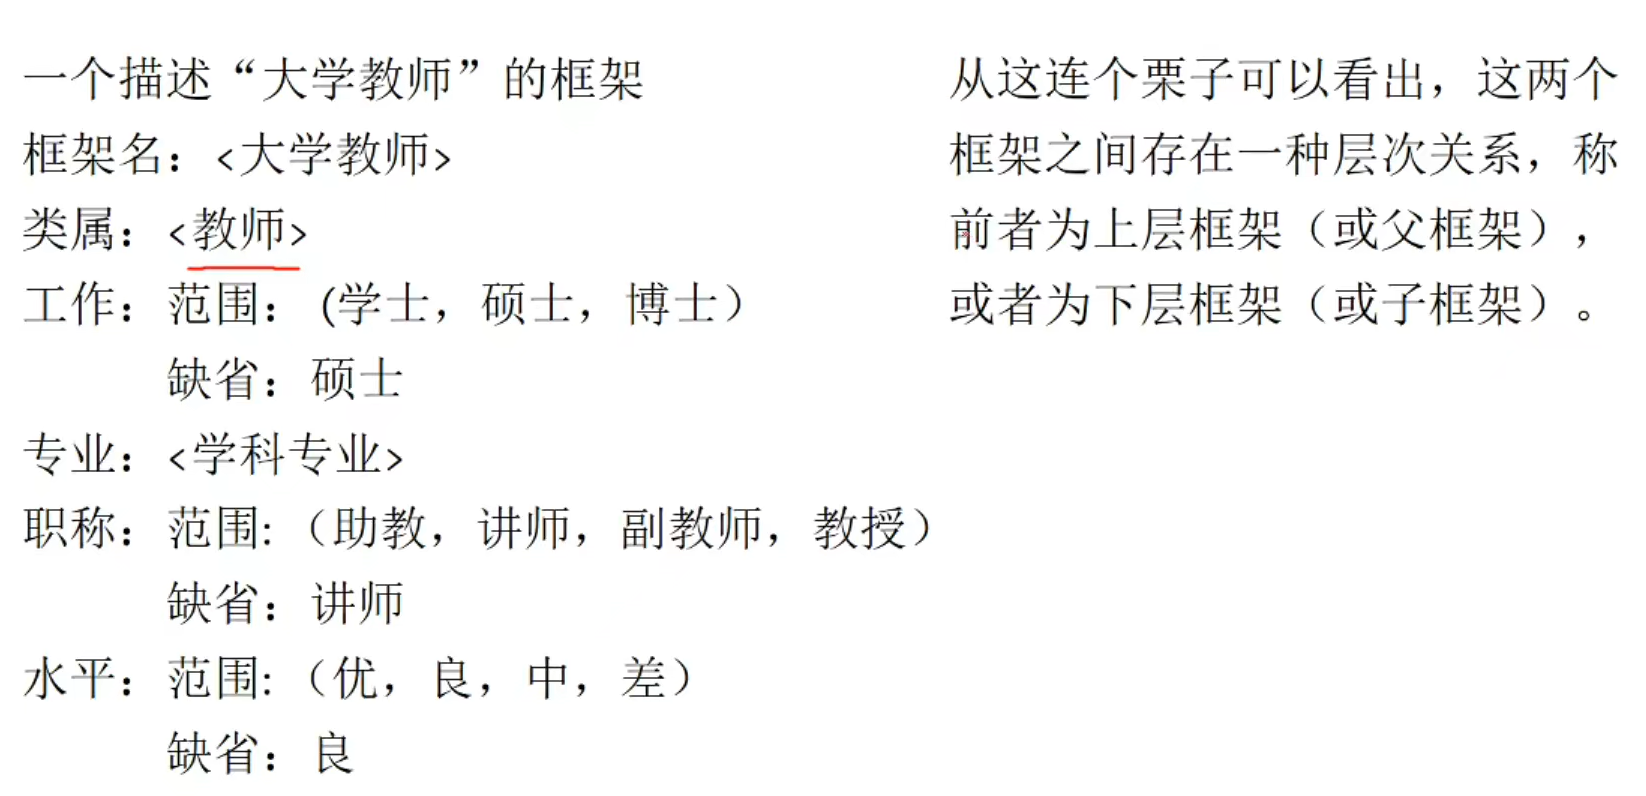 一个描述“大学教师”的框架
框架名：<大学教师>
类属：<教师>
工作：范围：(学士，硕士，博士）
缺省：硕士
专业：<学科专业>
职称：范围:（助教，讲师，副教师，教授）
缺省：讲师
水平：范围:（优，良，中，差）
缺省：良
从这连个栗子可以看出，这两个
框架之间存在一种层次关系，称
前者为上层框架（或父框架），
或者为下层框架（或子框架）。